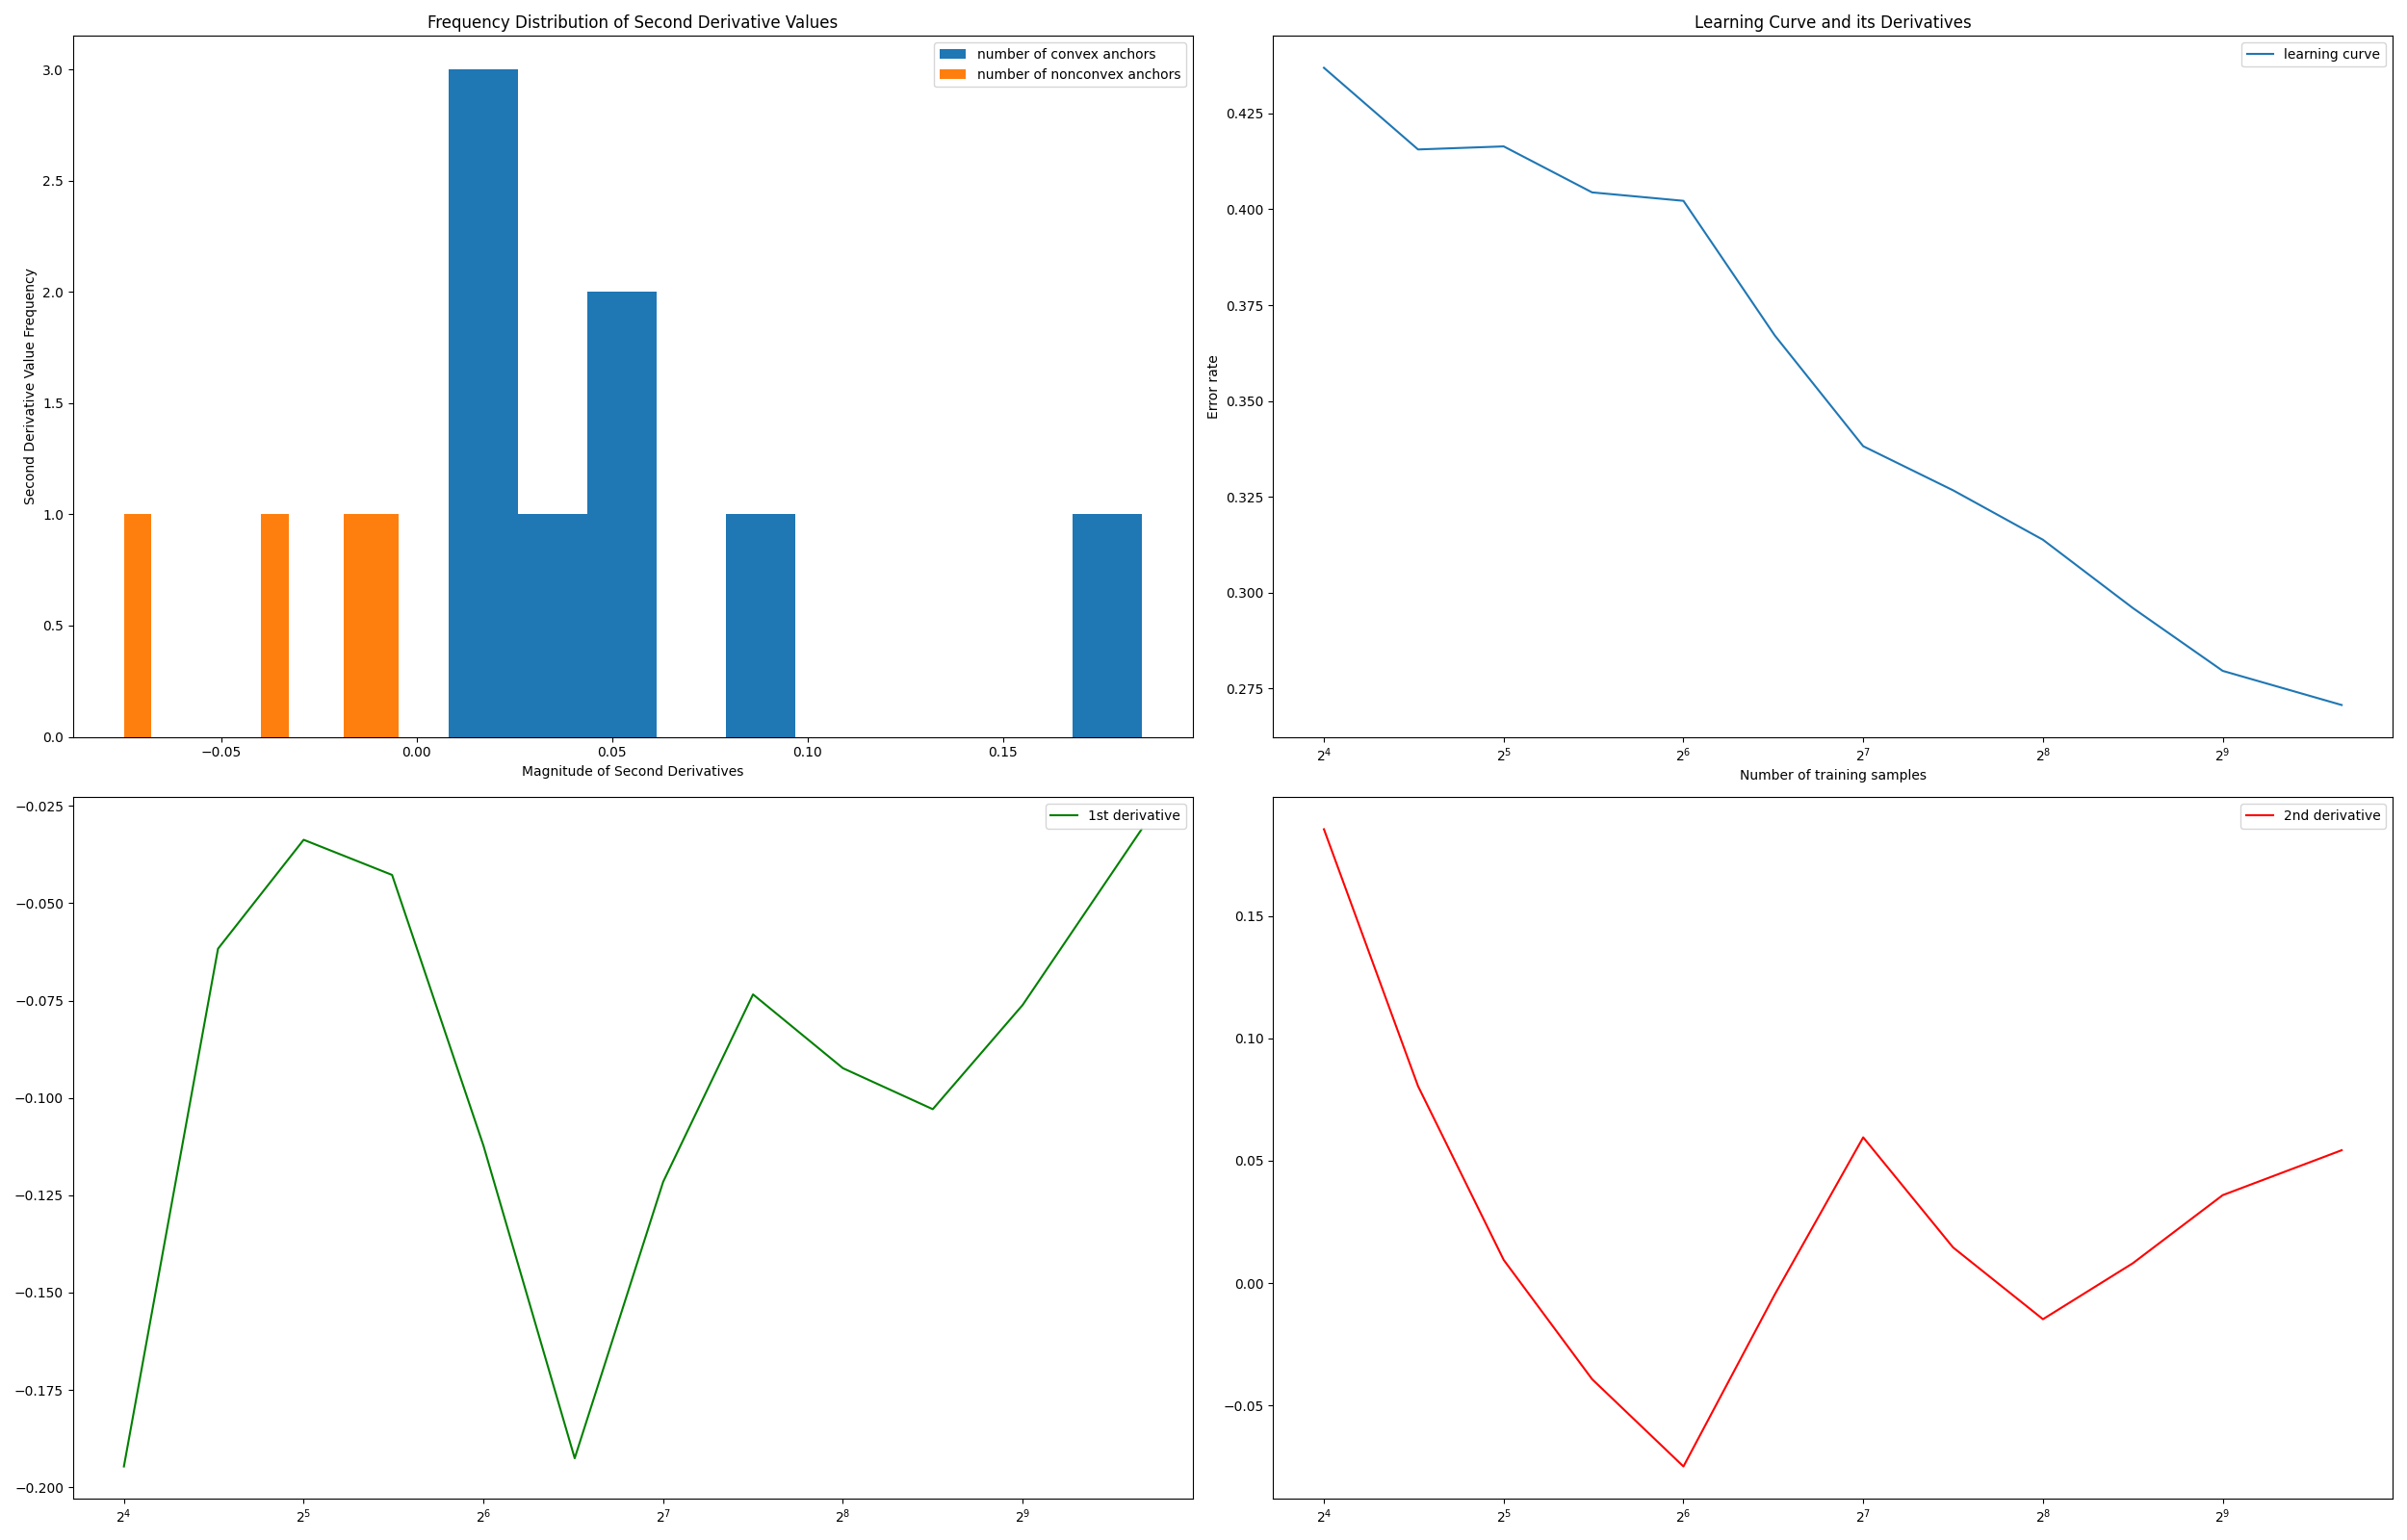 Frequency Distribution of Second Derivative Values
number of convex anchors
number of nonconvex anchors
Second Derivative Value Frequency
3.0
2.5
2.0
1.5
1.0
0.5
0.0
−0.05 0.00 0.05 0.10 0.15
Magnitude of Second Derivatives
Learning Curve and its Derivatives
learning curve
Error rate
0.425
0.400
0.375
0.350
0.325
0.300
0.275
2⁴ 2⁵ 2⁶ 2⁷ 2⁸ 2⁹
Number of training samples
1st derivative
−0.025
−0.050
−0.075
−0.100
−0.125
−0.150
−0.175
−0.200
2⁴ 2⁵ 2⁶ 2⁷ 2⁸ 2⁹
2nd derivative
0.15
0.10
0.05
0.00
−0.05
2⁴ 2⁵ 2⁶ 2⁷ 2⁸ 2⁹